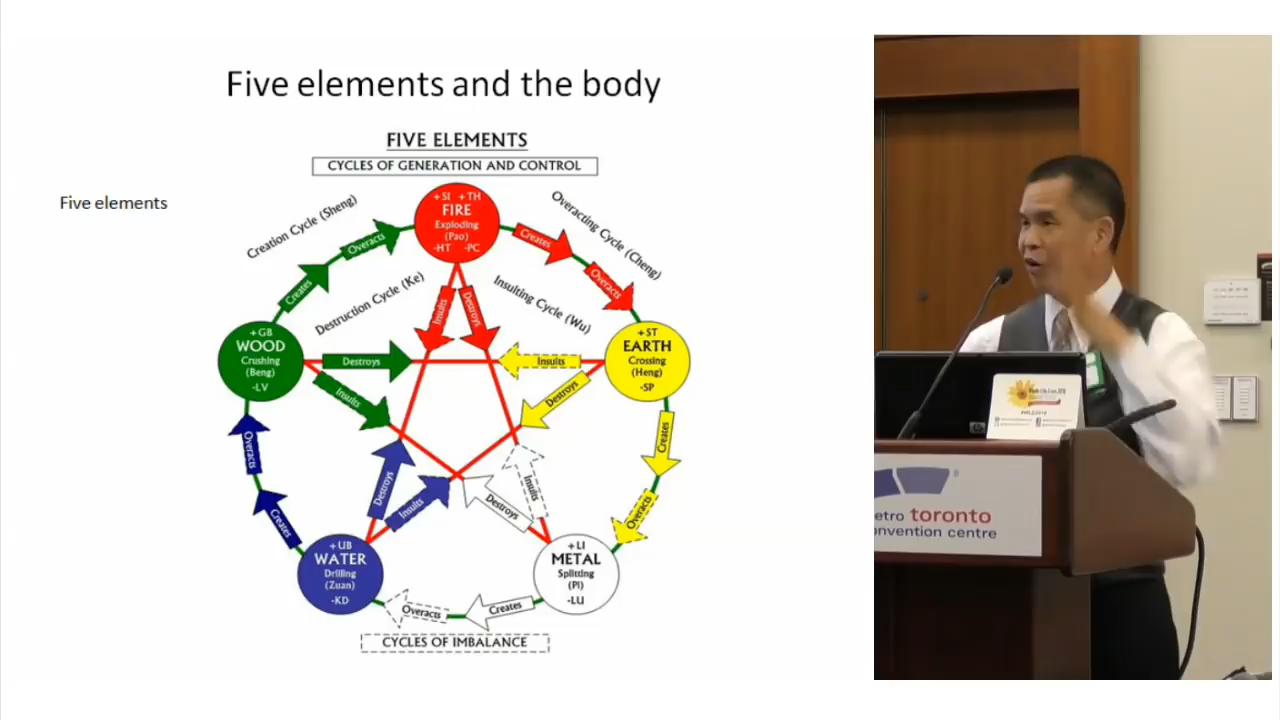 Five elements and the body
FIVE ELEMENTS
CYCLES OF GENERATION AND CONTROL
Five elements
Creation Cycle (Sheng)
Overacting Cycle (Cheng)
Destruction Cycle (Ke)
Insulting Cycle (Wu)
+SI +TH
FIRE
Exploding
(Pao)
-HT -PC
Creates
Overacts
Insults
Destroys
Creates
Overacts
+GB
WOOD
Crushing
(Beng)
-LV
Destroys
Insults
+ST
EARTH
Crossing
(Heng)
-SP
Insults
Destroys
Creates
Overacts
Overacts
Creates
Destroys
Insults
Insults
Destroys
+UB
WATER
Drilling
(Zuan)
-KD
+LI
METAL
Splitting
(Pi)
-LU
Overacts
Creates
CYCLES OF IMBALANCE
etro toronto
nvention centre